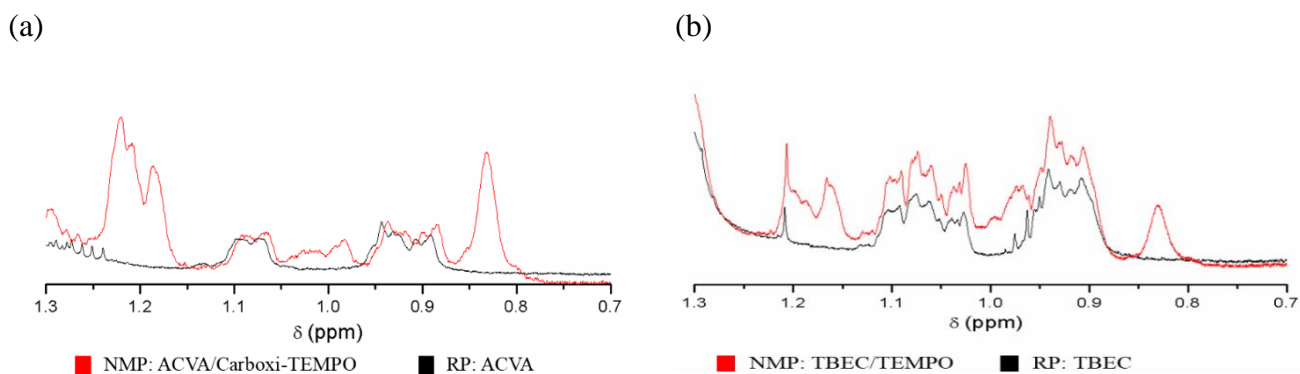 (a)
(b)
1.3 1.2 1.1 1.0 0.9 0.8 0.7
δ (ppm)
NMP: ACVA/Carboxi-TEMPO RP: ACVA
1.3 1.2 1.1 1.0 0.9 0.8 0.7
δ (ppm)
NMP: TBEC/TEMPO RP: TBEC